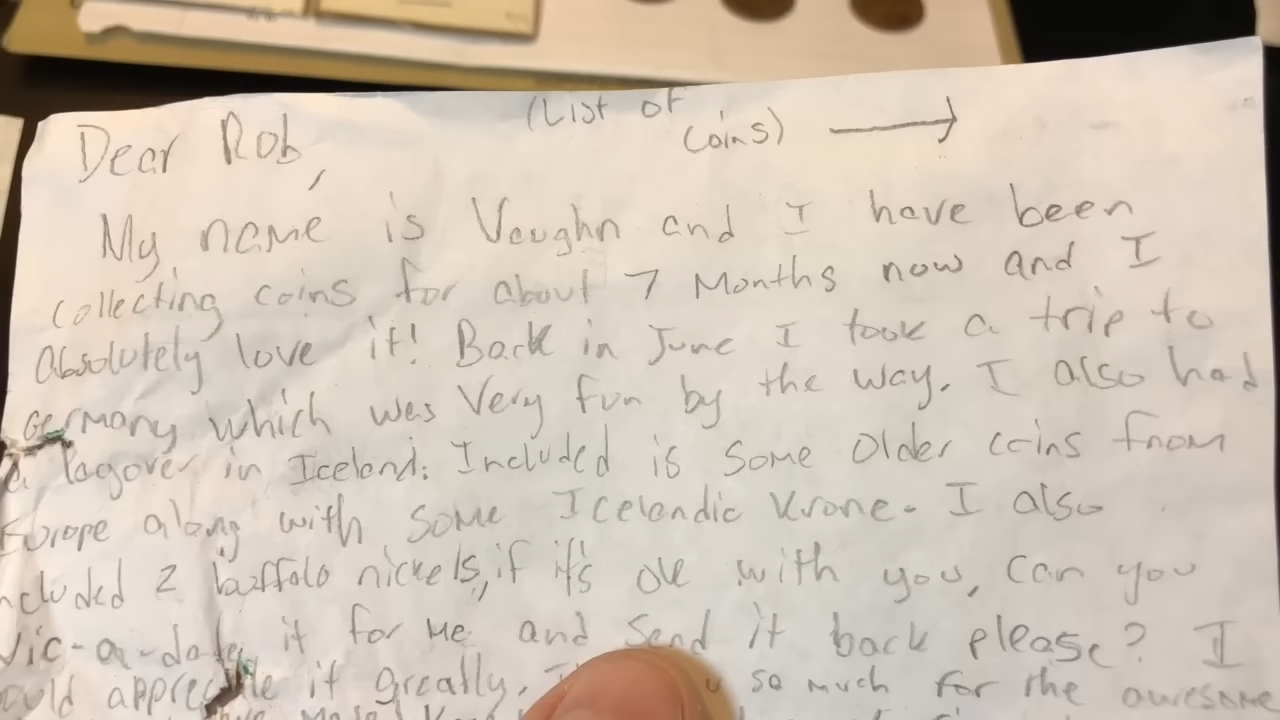 (List of
coins)
Dear Rob,
My name is Vaughn and I have been
collecting coins for about 7 Months now and I
absolutely love it! Back in June I took a trip to
germany which was Very fun by the way. I also had
a layover in Iceland. Included is Some Older coins from
Europe along with some Icelandic Krone. I also
ncluded 2 buffalo nickels, if it's ok with you, Can you
Nic-a-date it for me and Send it back please? I
ould appreciate it greatly. so much for the awesome